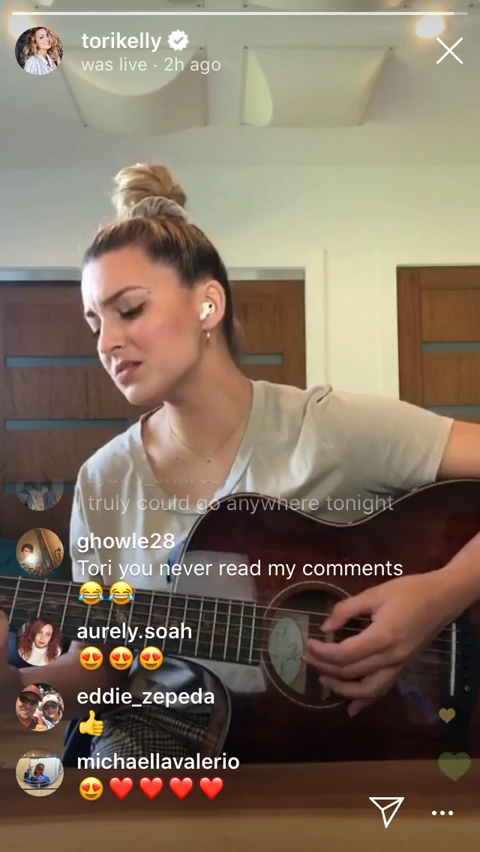 torikelly
was live · 2h ago
I truly could go anywhere tonight
ghowle28
Tori you never read my comments
😂😂
aurely.soah
😍😍😍
eddie_zepeda
👍
michaellavalerio
😍❤️❤️❤️❤️